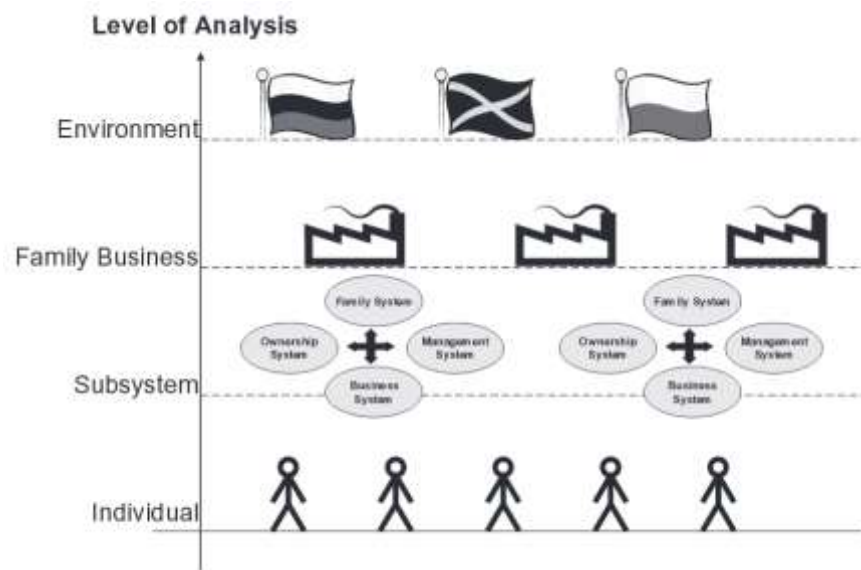 Level of Analysis
Environment
Family Business
Family System
Family System
Ownership
System
Management
System
Ownership
System
Management
System
Subsystem
Business
System
Business
System
Individual